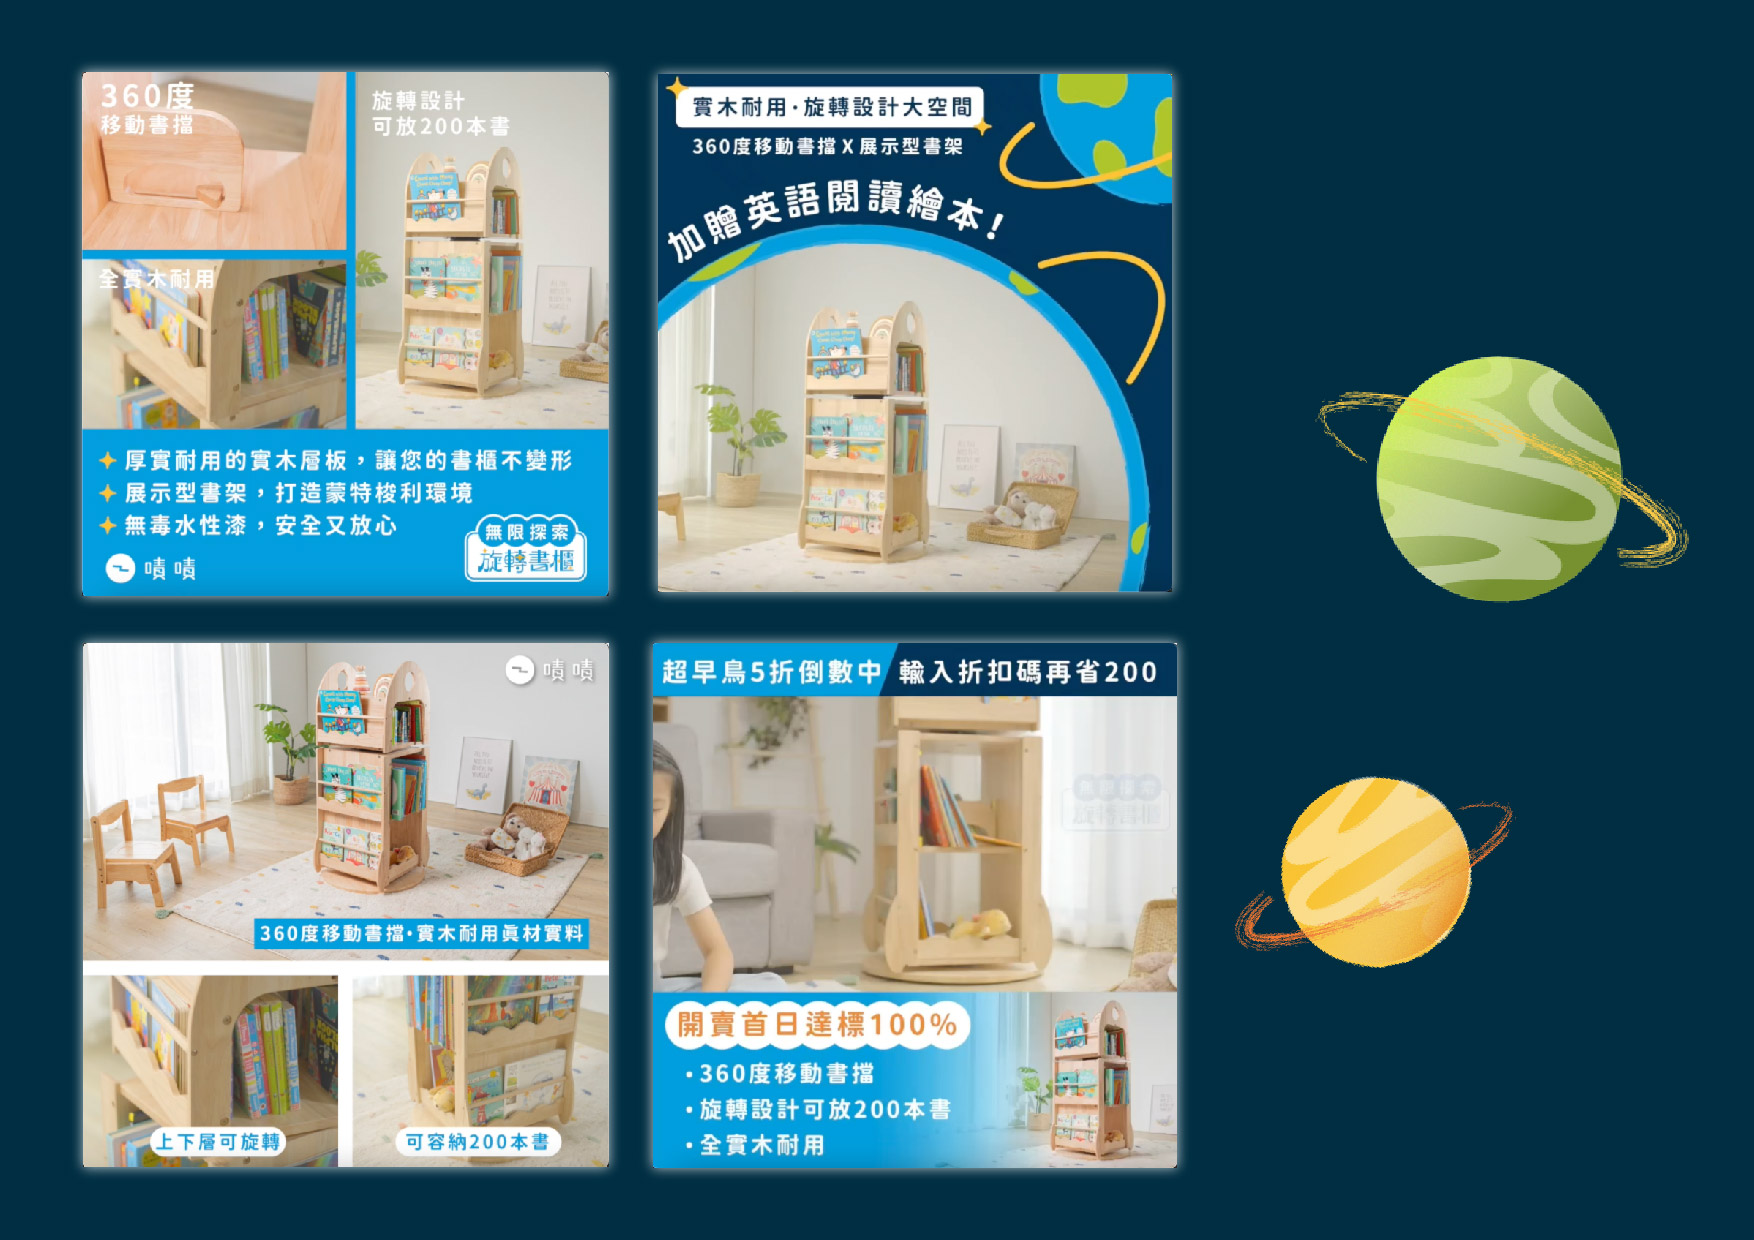 360度
移動書擋
旋轉設計
可放200本書
全實木耐用
厚實耐用的實木層板，讓您的書櫃不變形
展示型書架，打造蒙特梭利環境
無毒水性漆，安全又放心
嘖嘖
無限探索
旋轉書櫃
實木耐用·旋轉設計大空間
360度移動書擋X展示型書架
加贈英語閱讀繪本!
嘖嘖
360度移動書擋·實木耐用真材實料
上下層可旋轉
可容納200本書
超早鳥5折倒數中
輸入折扣碼再省200
無限探索
旋轉書櫃
開賣首日達標100%
·360度移動書擋
·旋轉設計可放200本書
·全實木耐用